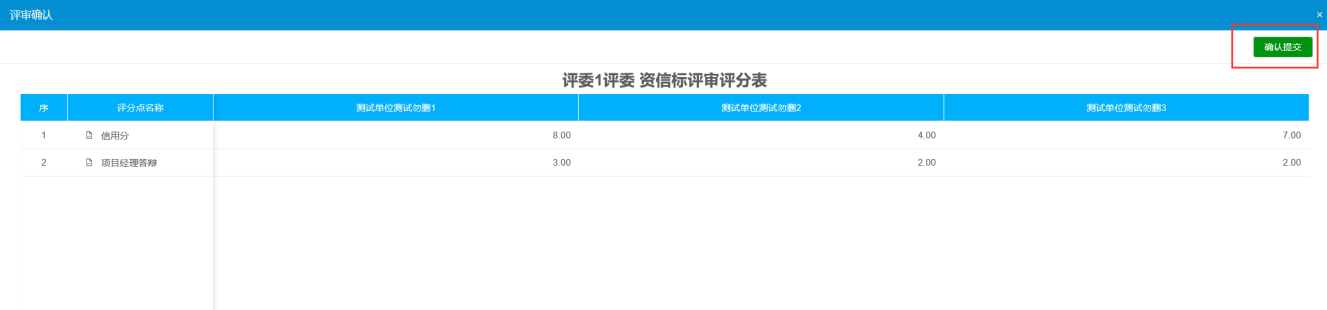 评审确认 ×
确认提交
评委1评委 资信标评审评分表
序 评分点名称 测试单位测试勿删1 测试单位测试勿删2 测试单位测试勿删3
1 信用分 8.00 4.00 7.00
2 项目经理答辩 3.00 2.00 2.00